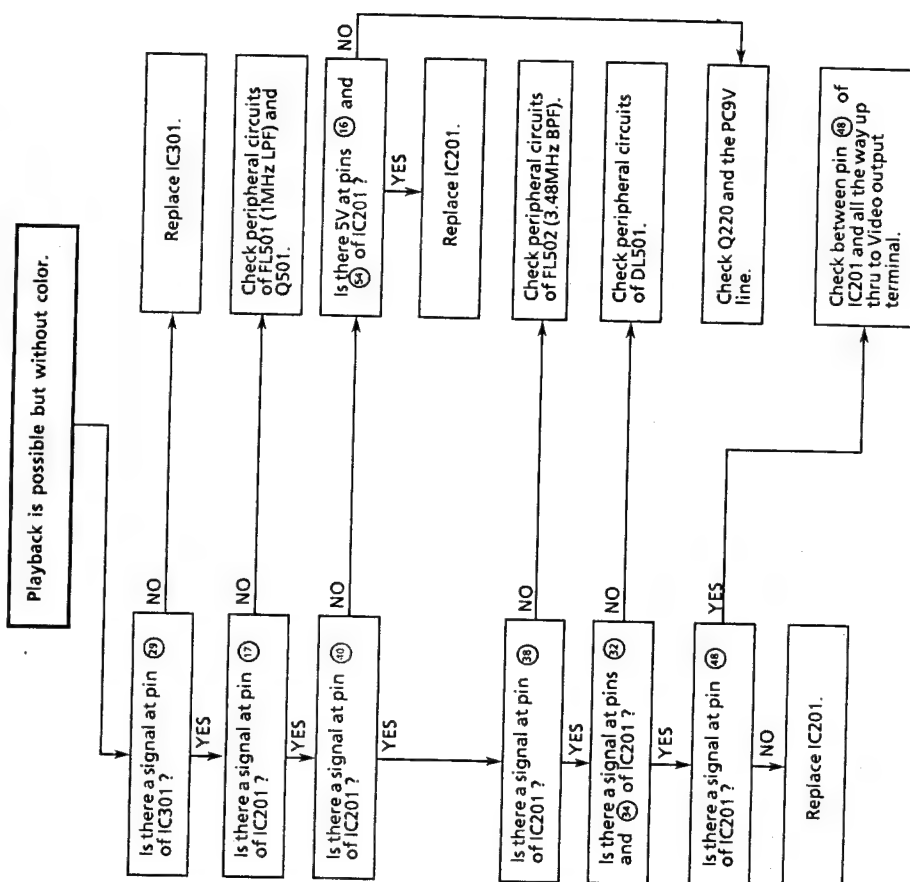 Playback is possible but without color.
Is there a signal at pin ㉙
of IC301 ?
NO
Replace IC301.
YES
Is there a signal at pin ⑰
of IC201 ?
NO
Check peripheral circuits
of FL501 (1MHz LPF) and
Q501.
YES
Is there a signal at pin ㊵
of IC201 ?
NO
Is there 5V at pins ⑯ and
(54) of IC201 ?
NO
YES
Replace IC201.
YES
Is there a signal at pin ㊳
of IC201 ?
NO
Check peripheral circuits
of FL502 (3.48MHz BPF).
YES
Is there a signal at pins ㉜
and ㉞ of IC201 ?
NO
Check peripheral circuits
of DL501.
Check Q220 and the PC9V
line.
YES
Is there a signal at pin ㊽
of IC201 ?
YES
Check between pin ㊽ of
IC201 and all the way up
thru to Video output
terminal.
NO
Replace IC201.